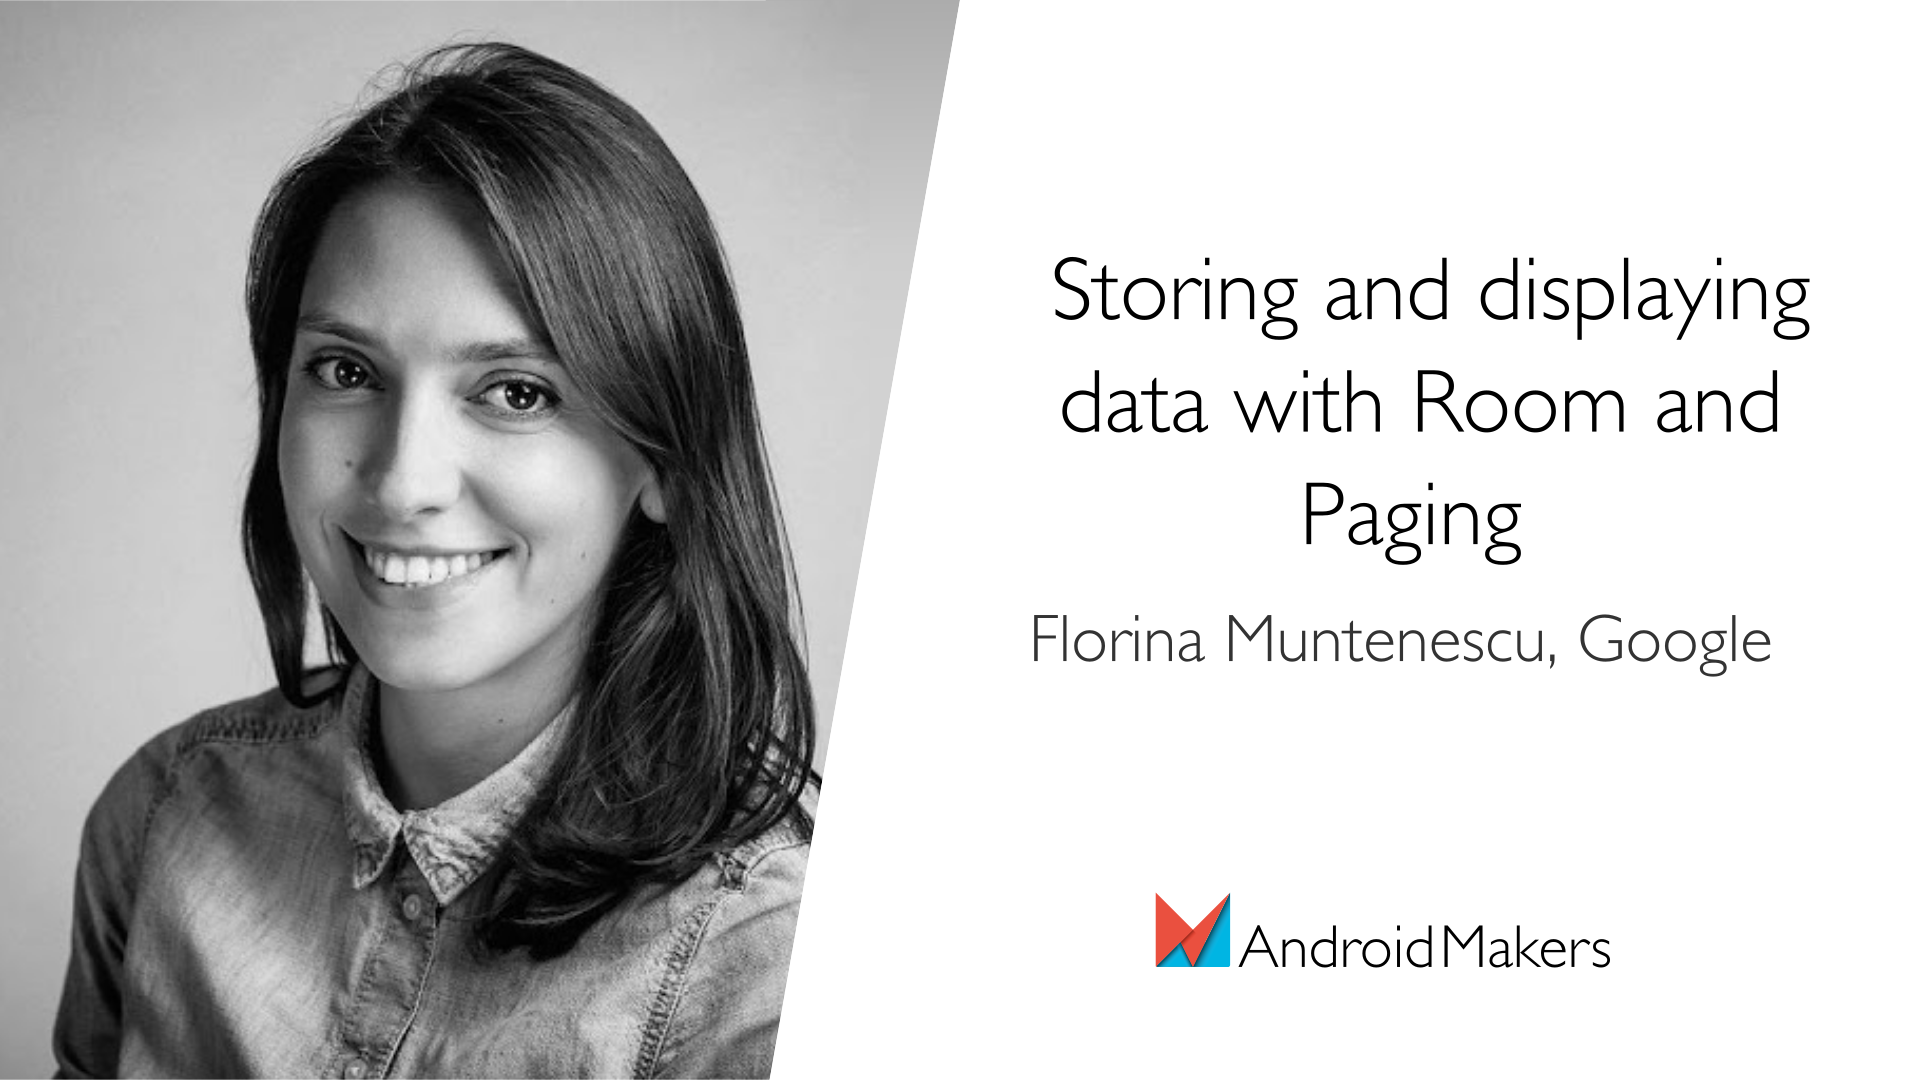 Storing and displaying
data with Room and
Paging
Florina Muntenescu, Google
AndroidMakers